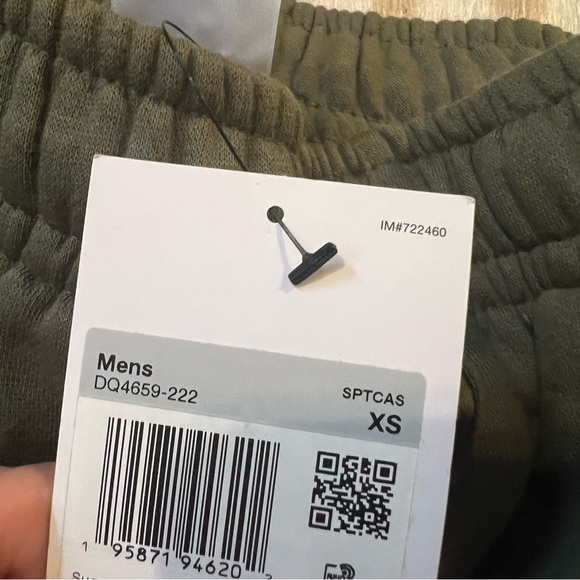 IM#722460
Mens
DQ4659-222
SPTCAS
XS
1 95871 94620